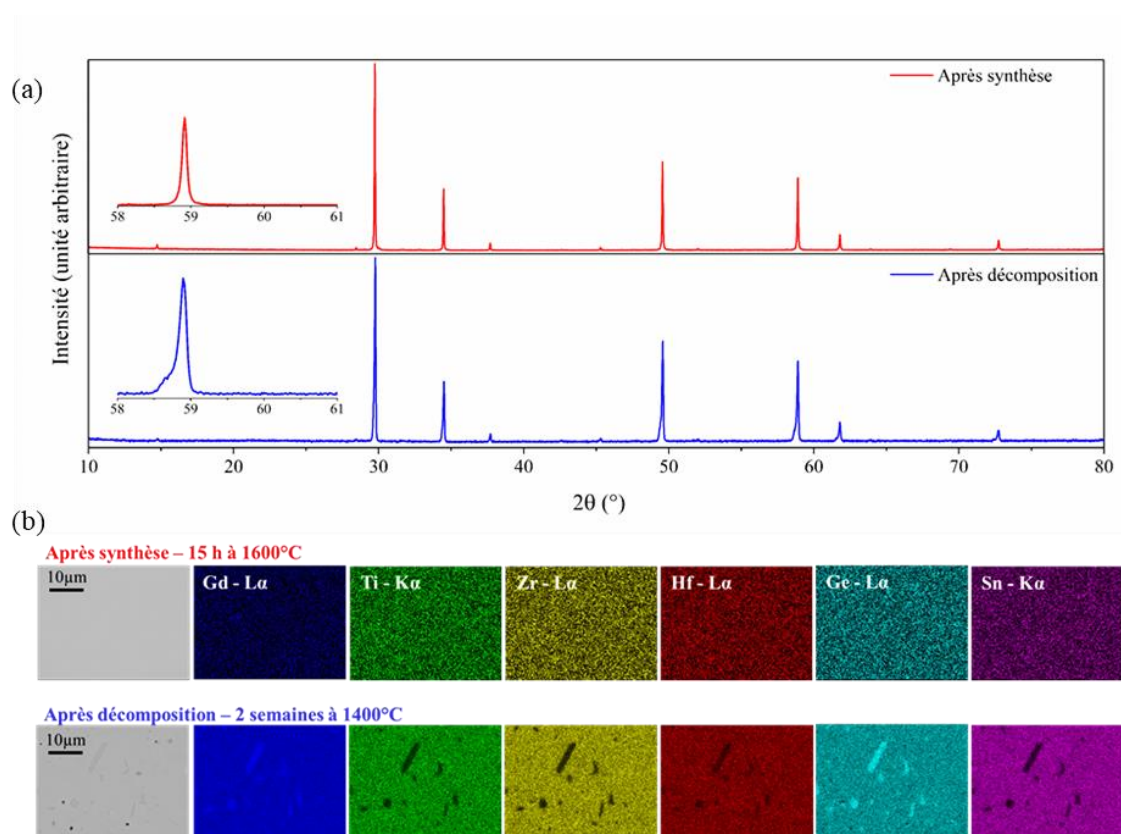 (a)
Intensité (unité arbitraire)
Après synthèse
58 59 60 61
Après décomposition
58 59 60 61
10 20 30 40 50 60 70 80
2θ (°)
(b)
Après synthèse – 15 h à 1600°C
10µm
Gd - Lα
Ti - Kα
Zr - Lα
Hf - Lα
Ge - Lα
Sn - Kα
Après décomposition – 2 semaines à 1400°C
10µm